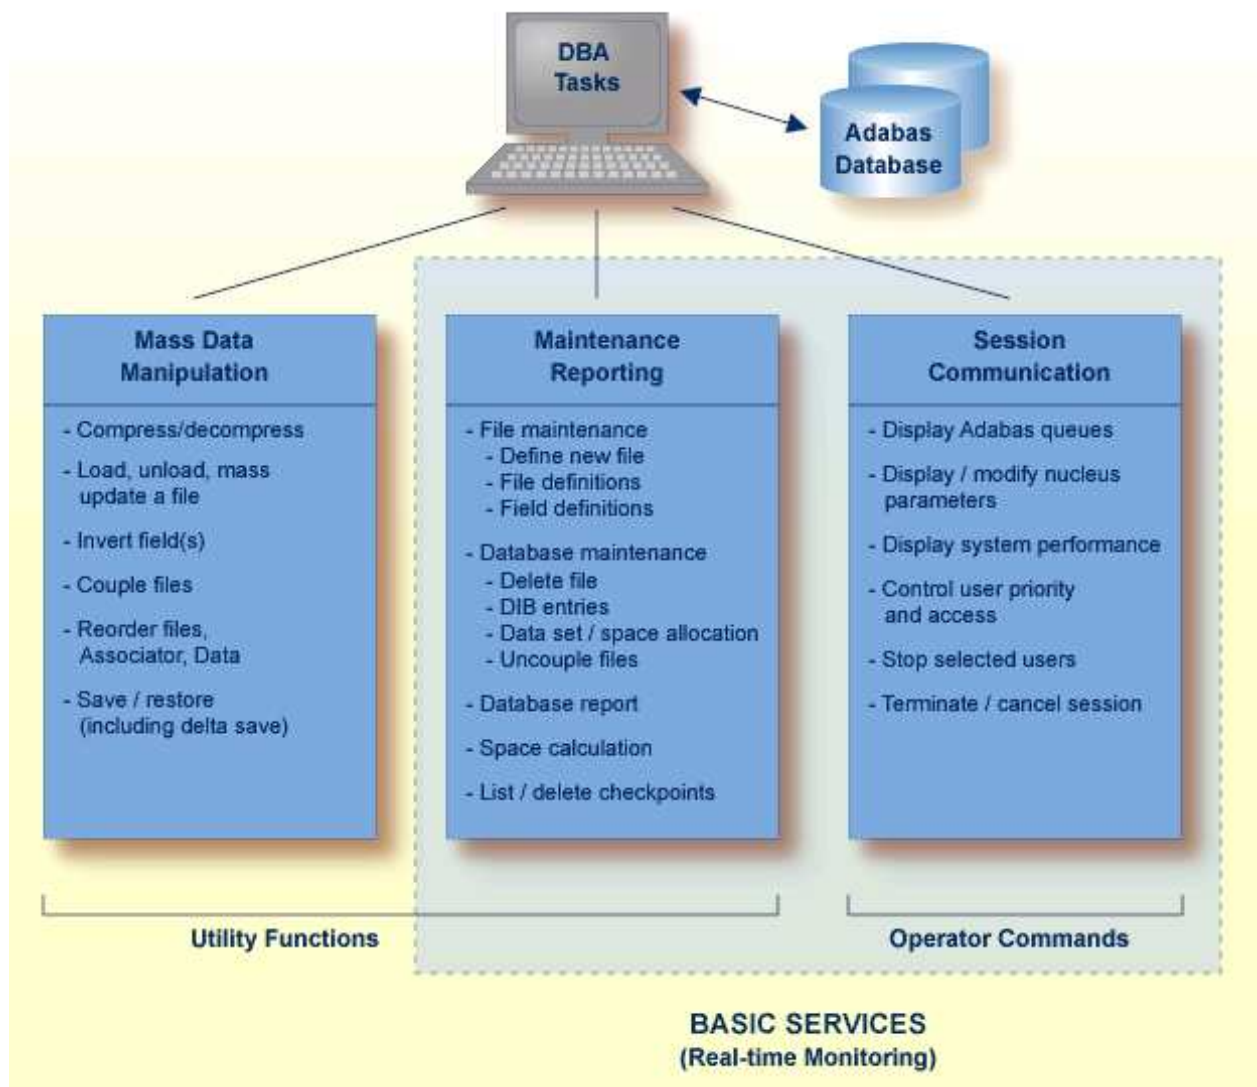 DBA
Tasks
Adabas
Database
Mass Data
Manipulation
- Compress/decompress
- Load, unload, mass
update a file
- Invert field(s)
- Couple files
- Reorder files,
Associator, Data
- Save / restore
(including delta save)
Maintenance
Reporting
- File maintenance
- Define new file
- File definitions
- Field definitions
- Database maintenance
- Delete file
- DIB entries
- Data set / space allocation
- Uncouple files
- Database report
- Space calculation
- List / delete checkpoints
Session
Communication
- Display Adabas queues
- Display / modify nucleus
parameters
- Display system performance
- Control user priority
and access
- Stop selected users
- Terminate / cancel session
Utility Functions
Operator Commands
BASIC SERVICES
(Real-time Monitoring)